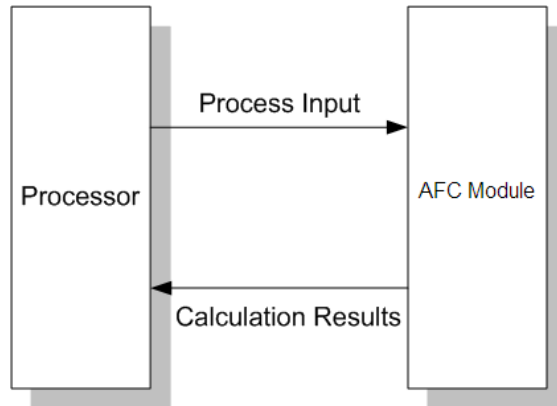 Process Input
Processor
AFC Module
Calculation Results